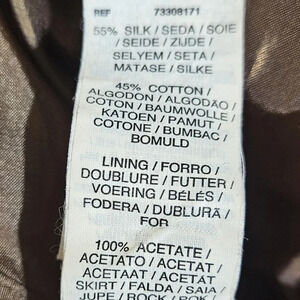 REF 73308171
55% SILK / SEDA / SOIE
/ SEIDE / ZIJDE /
SELYEM / SETA /
MĂTASE / SILKE
45% COTTON /
ALGODON / ALGODÃO /
COTON / BAUMWOLLE /
KATOEN / PAMUT /
COTONE / BUMBAC /
BOMULD
LINING / FORRO /
DOUBLURE / FUTTER /
VOERING / BÉLÉS /
FODERA / DUBLURĂ /
FOR
100% ACETATE /
ACETATO / ACETAT /
ACETAAT / ACETAT
SKIRT / FALDA / SAIA /
JUPE / ROCK / ROK /